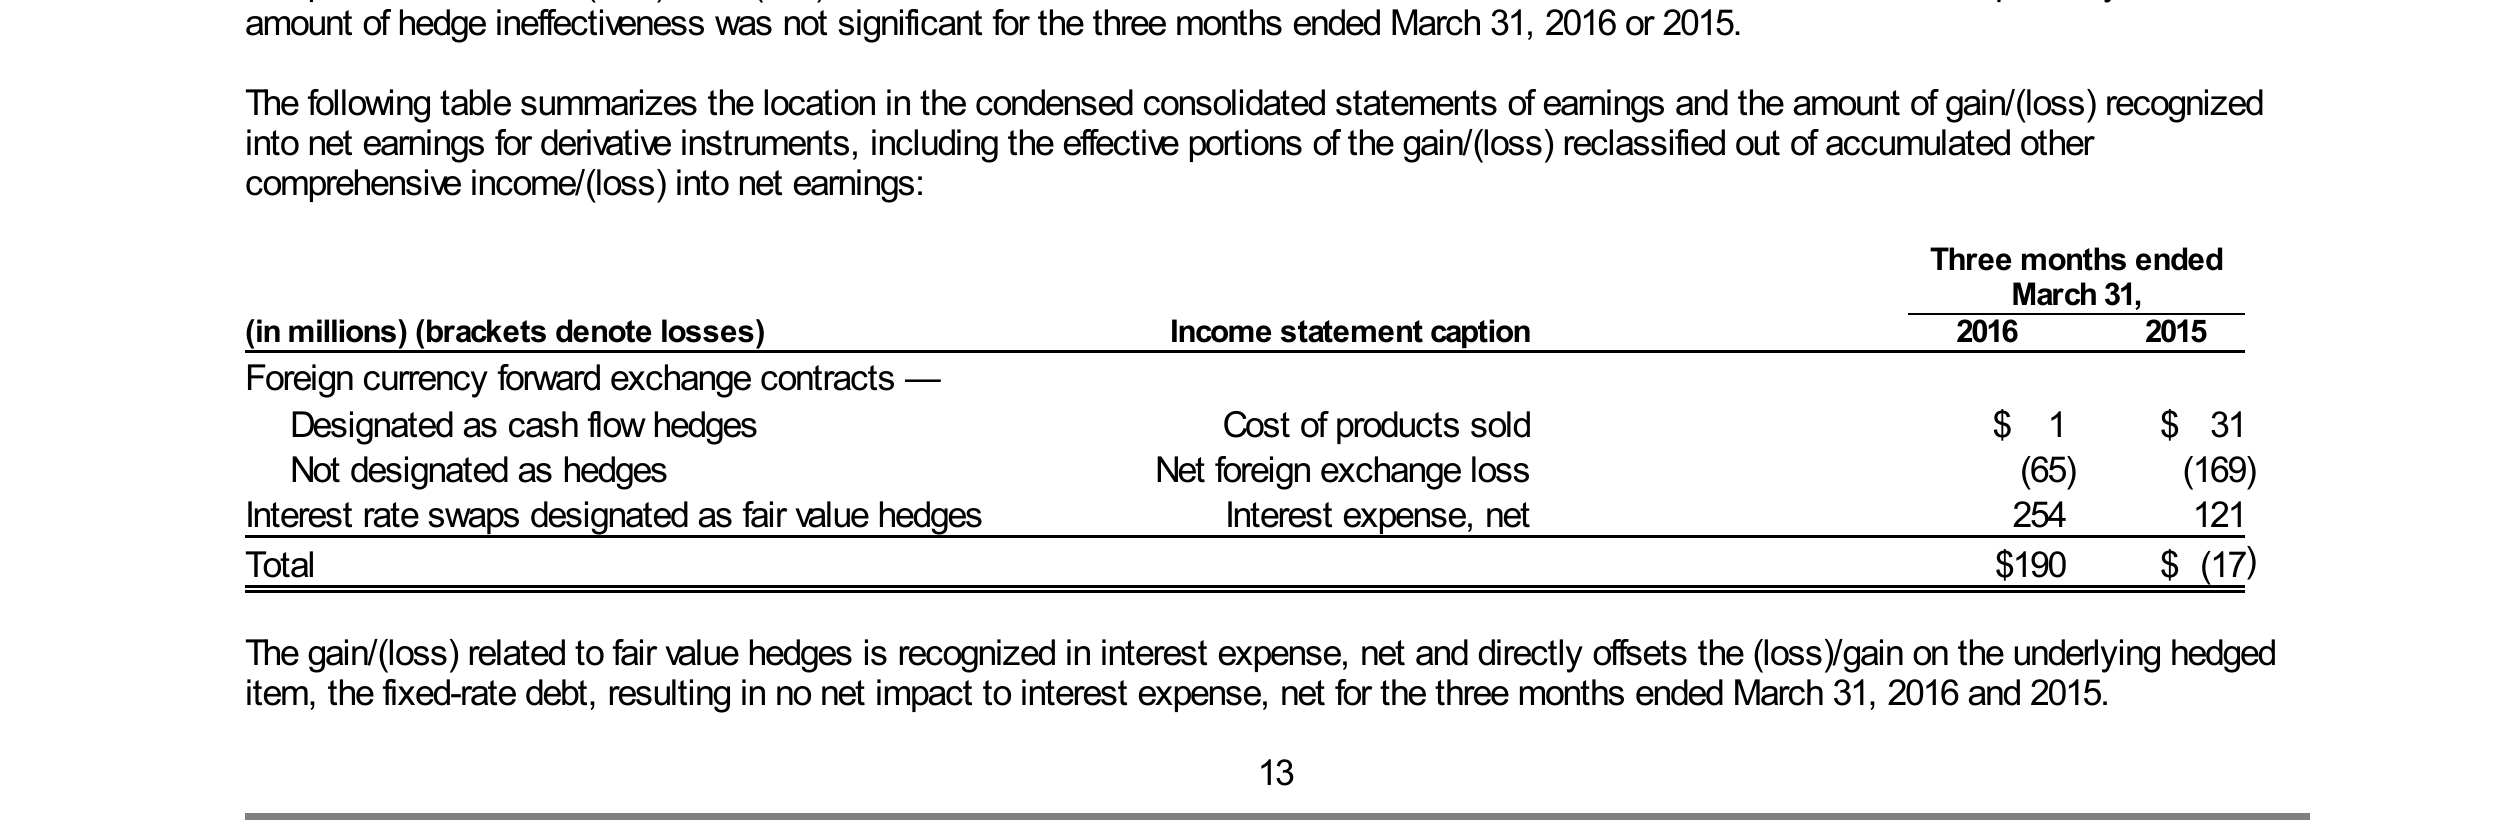 amount of hedge ineffectiveness was not significant for the three months ended March 31, 2016 or 2015.
The following table summarizes the location in the condensed consolidated statements of earnings and the amount of gain/(loss) recognized
into net earnings for derivative instruments, including the effective portions of the gain/(loss) reclassified out of accumulated other
comprehensive income/(loss) into net earnings:
Three months ended
March 31,
(in millions) (brackets denote losses) Income statement caption 2016 2015
Foreign currency forward exchange contracts —
Designated as cash flow hedges Cost of products sold $ 1 $ 31
Not designated as hedges Net foreign exchange loss (65) (169)
Interest rate swaps designated as fair value hedges Interest expense, net 254 121
Total $190 $ (17)
The gain/(loss) related to fair value hedges is recognized in interest expense, net and directly offsets the (loss)/gain on the underlying hedged
item, the fixed-rate debt, resulting in no net impact to interest expense, net for the three months ended March 31, 2016 and 2015.
13